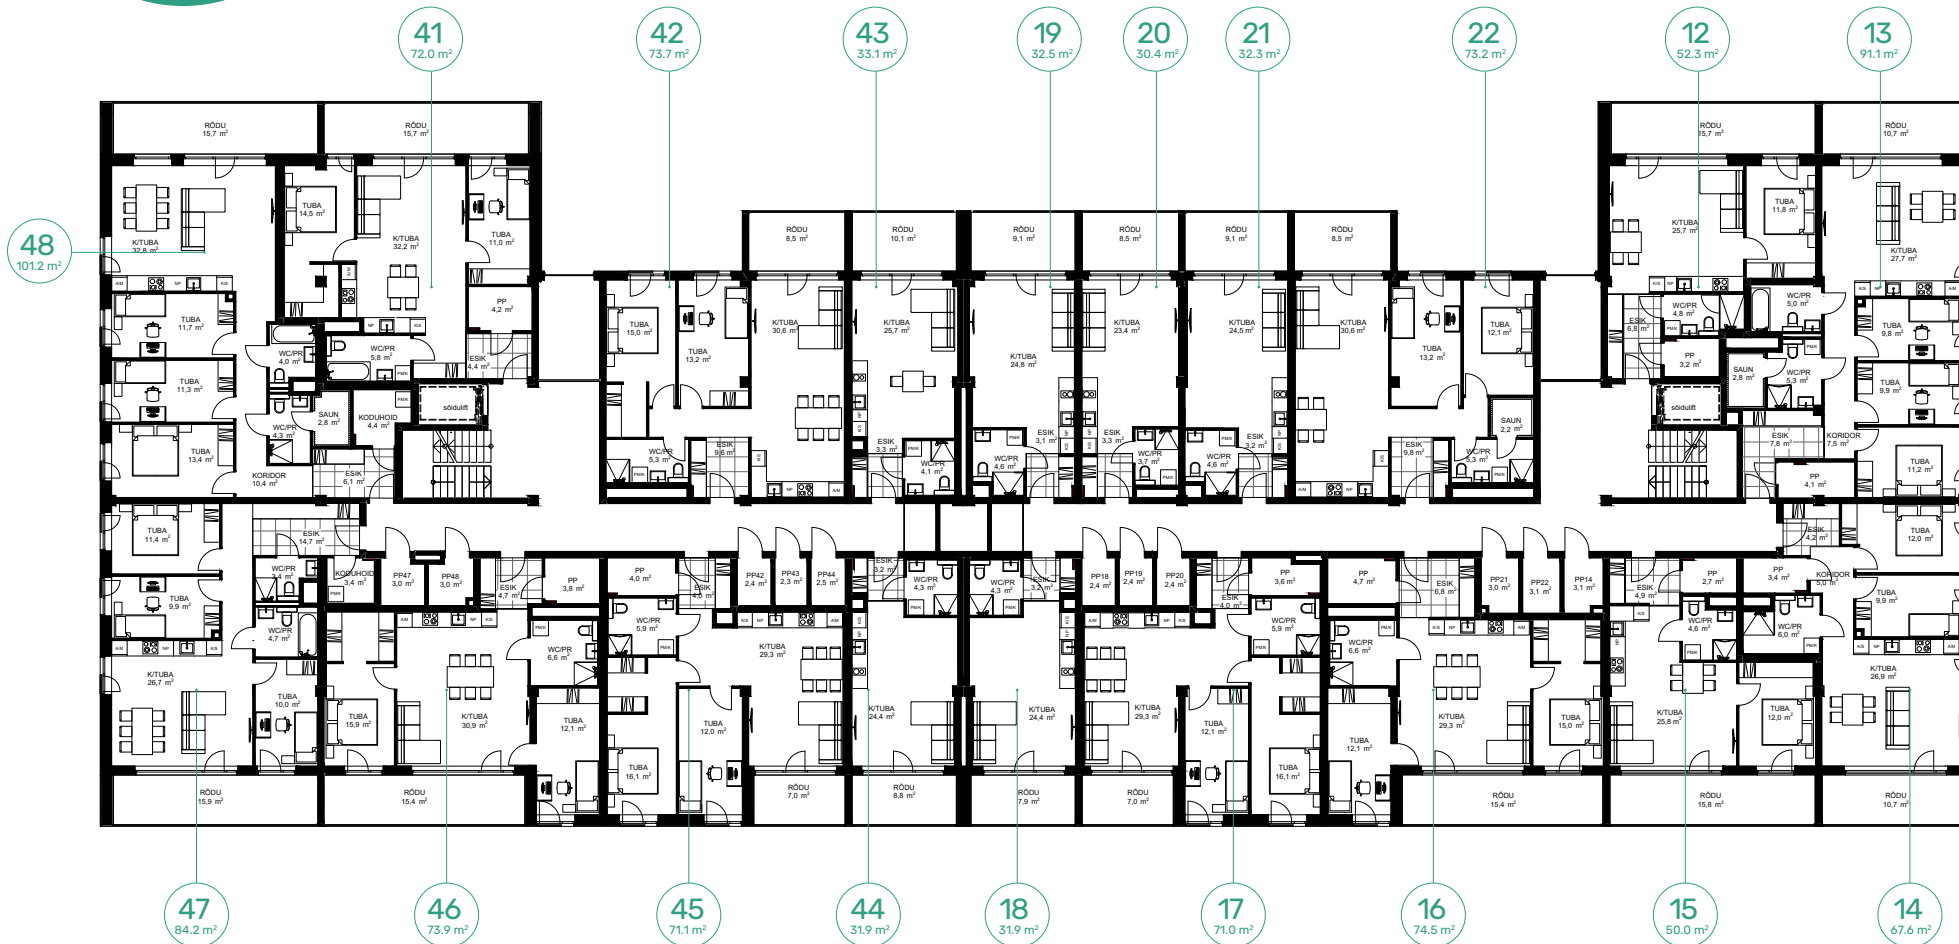 41
72.0 m²
42
73.7 m²
43
33.1 m²
19
32.5 m²
20
30.4 m²
21
32.3 m²
22
73.2 m²
12
52.3 m²
13
91.1 m²
48
101.2 m²
RÕDU
15,7 m²
RÕDU
15,7 m²
K/TUBA
32,8 m²
TUBA
14,5 m²
K/TUBA
32,2 m²
TUBA
11,0 m²
PP
4,2 m²
ESIK
4,4 m²
TUBA
11,7 m²
TUBA
11,3 m²
TUBA
13,4 m²
WC/PR
4,0 m²
WC/PR
5,8 m²
WC/PR
4,3 m²
SAUN
2,8 m²
KODUHOID
4,4 m²
sõidulift
KORIDOR
10,4 m²
ESIK
6,1 m²
TUBA
15,0 m²
TUBA
13,2 m²
RÕDU
8,5 m²
K/TUBA
30,6 m²
WC/PR
5,3 m²
ESIK
9,6 m²
RÕDU
10,1 m²
K/TUBA
25,7 m²
ESIK
3,3 m²
WC/PR
4,1 m²
RÕDU
9,1 m²
K/TUBA
24,8 m²
WC/PR
4,6 m²
ESIK
3,1 m²
RÕDU
8,5 m²
K/TUBA
23,4 m²
ESIK
3,3 m²
WC/PR
3,7 m²
RÕDU
9,1 m²
K/TUBA
24,5 m²
WC/PR
4,6 m²
ESIK
3,2 m²
RÕDU
8,5 m²
K/TUBA
30,6 m²
TUBA
13,2 m²
TUBA
12,1 m²
SAUN
2,2 m²
ESIK
9,8 m²
WC/PR
5,3 m²
RÕDU
15,7 m²
K/TUBA
25,7 m²
TUBA
11,8 m²
WC/PR
4,8 m²
WC/PR
5,0 m²
ESIK
6,8 m²
PP
3,2 m²
SAUN
2,8 m²
WC/PR
5,3 m²
sõidulift
RÕDU
10,7 m²
K/TUBA
27,7 m²
TUBA
9,8 m²
TUBA
9,9 m²
ESIK
7,8 m²
KORIDOR
7,5 m²
TUBA
11,2 m²
PP
4,1 m²
TUBA
11,4 m²
ESIK
14,7 m²
WC/PR
3,4 m²
KODUHOID
3,4 m²
PP47
3,0 m²
PP48
3,0 m²
TUBA
9,9 m²
WC/PR
4,7 m²
K/TUBA
26,7 m²
TUBA
10,0 m²
RÕDU
15,9 m²
ESIK
4,7 m²
PP
3,8 m²
WC/PR
6,6 m²
TUBA
15,9 m²
K/TUBA
30,9 m²
TUBA
12,1 m²
RÕDU
15,4 m²
PP
4,0 m²
ESIK
4,0 m²
PP42
2,4 m²
PP43
2,3 m²
PP44
2,5 m²
WC/PR
5,9 m²
K/TUBA
29,3 m²
TUBA
12,0 m²
TUBA
16,1 m²
RÕDU
7,0 m²
ESIK
3,2 m²
WC/PR
4,3 m²
K/TUBA
24,4 m²
RÕDU
8,8 m²
WC/PR
4,3 m²
ESIK
3,2 m²
K/TUBA
24,4 m²
RÕDU
7,9 m²
PP18
2,4 m²
PP19
2,4 m²
PP20
2,4 m²
ESIK
4,0 m²
PP
3,6 m²
WC/PR
5,9 m²
K/TUBA
29,3 m²
TUBA
12,1 m²
TUBA
16,1 m²
RÕDU
7,0 m²
PP
4,7 m²
ESIK
6,8 m²
PP21
3,0 m²
PP22
3,1 m²
PP14
3,1 m²
WC/PR
6,6 m²
K/TUBA
29,3 m²
TUBA
15,0 m²
TUBA
12,1 m²
RÕDU
15,4 m²
ESIK
4,9 m²
PP
2,7 m²
WC/PR
4,6 m²
K/TUBA
25,8 m²
TUBA
12,0 m²
RÕDU
15,8 m²
ESIK
4,2 m²
TUBA
12,0 m²
PP
3,4 m²
KORIDOR
5,0 m²
TUBA
9,9 m²
WC/PR
6,0 m²
K/TUBA
26,9 m²
RÕDU
10,7 m²
47
84.2 m²
46
73.9 m²
45
71.1 m²
44
31.9 m²
18
31.9 m²
17
71.0 m²
16
74.5 m²
15
50.0 m²
14
67.6 m²